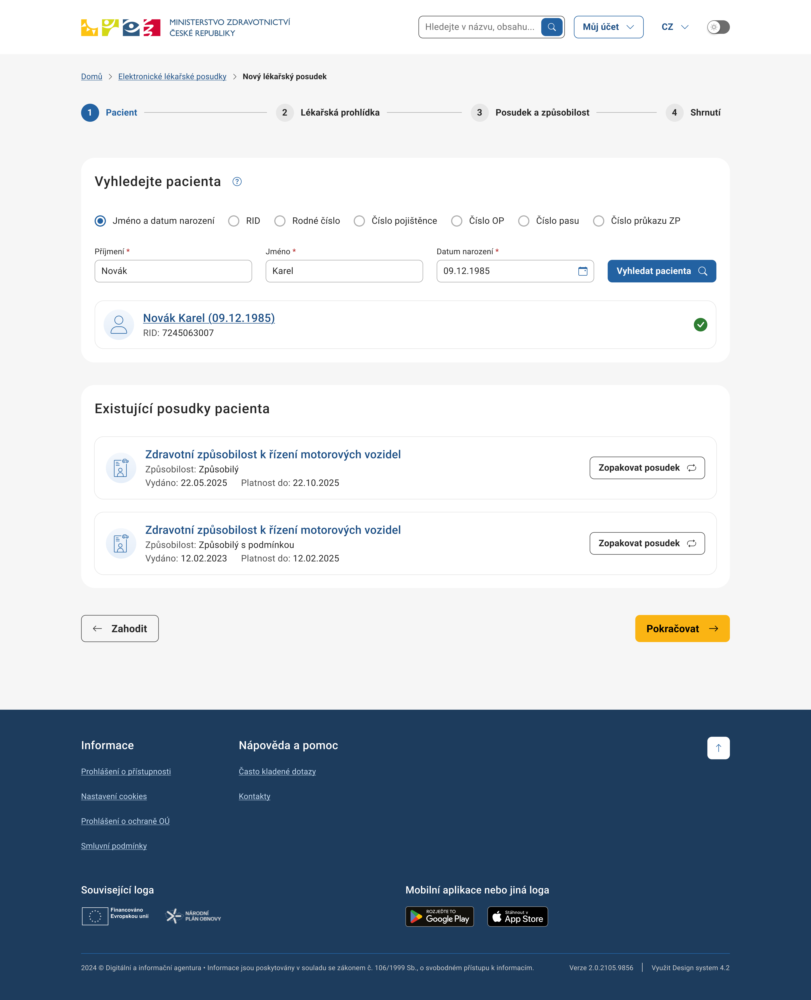 MINISTERSTVO ZDRAVOTNICTVÍ
ČESKÉ REPUBLIKY
Hledejte v názvu, obsahu...
Můj účet
CZ
Domů
Elektronické lékařské posudky
Nový lékařský posudek
1 Pacient
2 Lékařská prohlídka
3 Posudek a způsobilost
4 Shrnutí
Vyhledejte pacienta ?
Jméno a datum narození
RID
Rodné číslo
Číslo pojištěnce
Číslo OP
Číslo pasu
Číslo průkazu ZP
Příjmení *
Novák
Jméno *
Karel
Datum narození *
09.12.1985
Vyhledat pacienta
Novák Karel (09.12.1985)
RID: 7245063007
Existující posudky pacienta
Zdravotní způsobilost k řízení motorových vozidel
Způsobilost: Způsobilý
Vydáno: 22.05.2025 Platnost do: 22.10.2025
Zopakovat posudek
Zdravotní způsobilost k řízení motorových vozidel
Způsobilost: Způsobilý s podmínkou
Vydáno: 12.02.2023 Platnost do: 12.02.2025
Zopakovat posudek
Zahodit
Pokračovat
Informace
Prohlášení o přístupnosti
Nastavení cookies
Prohlášení o ochraně OÚ
Smluvní podmínky
Nápověda a pomoc
Často kladené dotazy
Kontakty
Související loga
Financováno
Evropskou unií
NÁRODNÍ
PLÁN OBNOVY
Mobilní aplikace nebo jiná loga
ROZJEĎTE TO
Google Play
Stáhnout v
App Store
2024 © Digitální a informační agentura • Informace jsou poskytovány v souladu se zákonem č. 106/1999 Sb., o svobodném přístupu k informacím.
Verze 2.0.2105.9856
Využit Design system 4.2